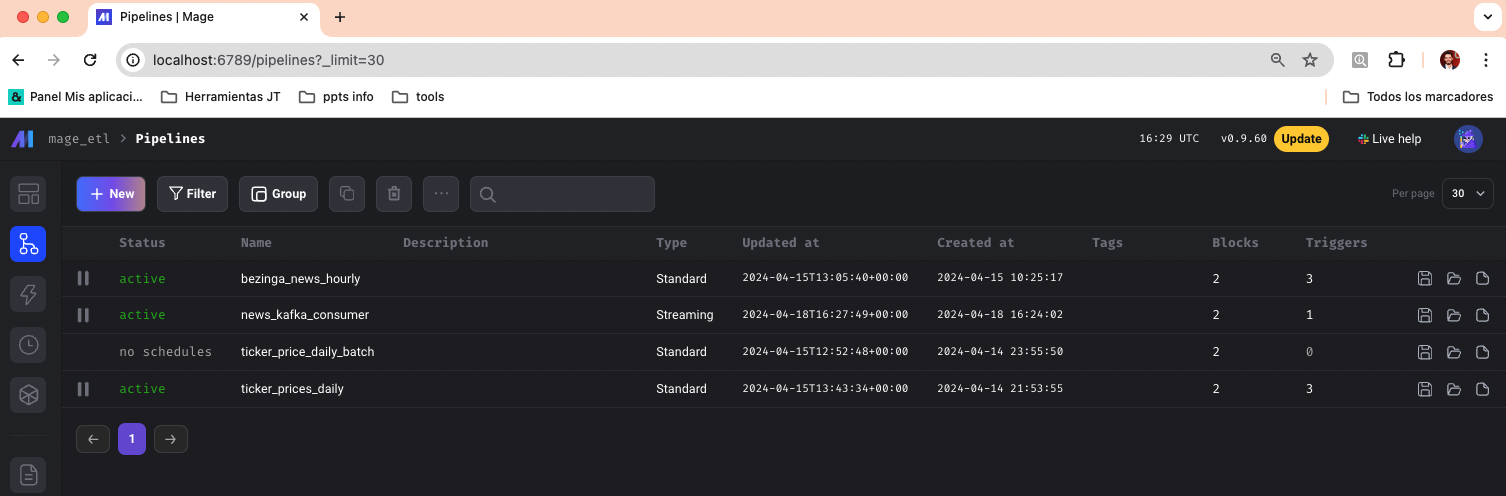 Pipelines | Mage
localhost:6789/pipelines?_limit=30
& Panel Mis aplicaci... Herramientas JT ppts info tools Todos los marcadores
mage_etl > Pipelines 16:29 UTC v0.9.60 Update Live help
+ New Filter Group ... Per page 30
Status Name Description Type Updated at Created at Tags Blocks Triggers
active bezinga_news_hourly Standard 2024-04-15T13:05:40+00:00 2024-04-15 10:25:17 2 3
active news_kafka_consumer Streaming 2024-04-18T16:27:49+00:00 2024-04-18 16:24:02 2 1
no schedules ticker_price_daily_batch Standard 2024-04-15T12:52:48+00:00 2024-04-14 23:55:50 2 0
active ticker_prices_daily Standard 2024-04-15T13:43:34+00:00 2024-04-14 21:53:55 2 3
← 1 →